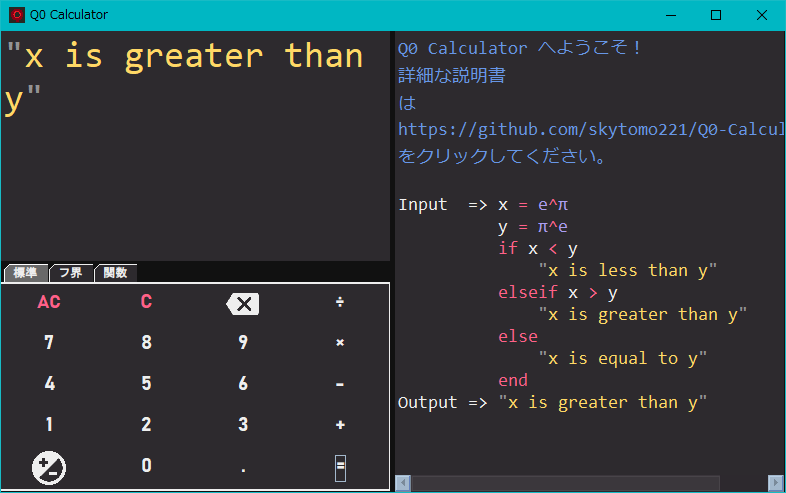 Q0 Calculator
"x is greater than
y"
標準 フ界 関数
AC C ÷
7 8 9 ×
4 5 6 -
1 2 3 +
0 . =
Q0 Calculator へようこそ！
詳細な説明書
は
https://github.com/skytomo221/Q0-Calcul
をクリックしてください。
Input => x = e^π
y = π^e
if x < y
"x is less than y"
elseif x > y
"x is greater than y"
else
"x is equal to y"
end
Output => "x is greater than y"